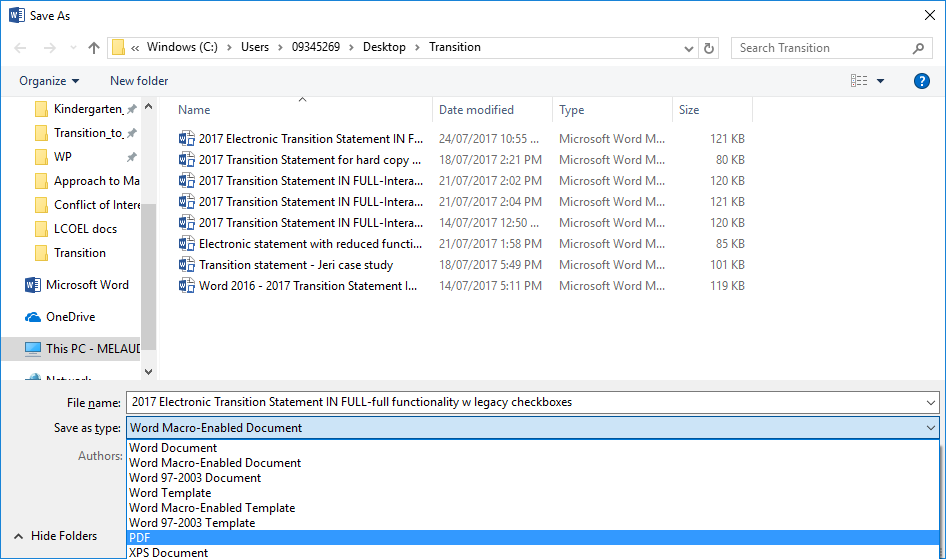 Save As
« Windows (C:) > Users > 09345269 > Desktop > Transition
Search Transition
Organize
New folder
?
Kindergarten_
Transition_to_
WP
Approach to Ma
Conflict of Intere
LCOEL docs
Transition
Microsoft Word
OneDrive
This PC - MELAUD
Name Date modified Type Size
2017 Electronic Transition Statement IN F... 24/07/2017 10:55 ... Microsoft Word M... 121 KB
2017 Transition Statement for hard copy ... 18/07/2017 2:21 PM Microsoft Word M... 80 KB
2017 Transition Statement IN FULL-Intera... 21/07/2017 2:02 PM Microsoft Word M... 120 KB
2017 Transition Statement IN FULL-Intera... 21/07/2017 2:04 PM Microsoft Word M... 121 KB
2017 Transition Statement IN FULL-Intera... 14/07/2017 12:50 ... Microsoft Word M... 120 KB
Electronic statement with reduced functi... 21/07/2017 1:58 PM Microsoft Word M... 85 KB
Transition statement - Jeri case study 18/07/2017 5:49 PM Microsoft Word M... 101 KB
Word 2016 - 2017 Transition Statement I... 14/07/2017 5:11 PM Microsoft Word M... 119 KB
File name: 2017 Electronic Transition Statement IN FULL-full functionality w legacy checkboxes
Save as type: Word Macro-Enabled Document
Authors:
Word Document
Word Macro-Enabled Document
Word 97-2003 Document
Word Template
Word Macro-Enabled Template
Word 97-2003 Template
PDF
XPS Document
Hide Folders